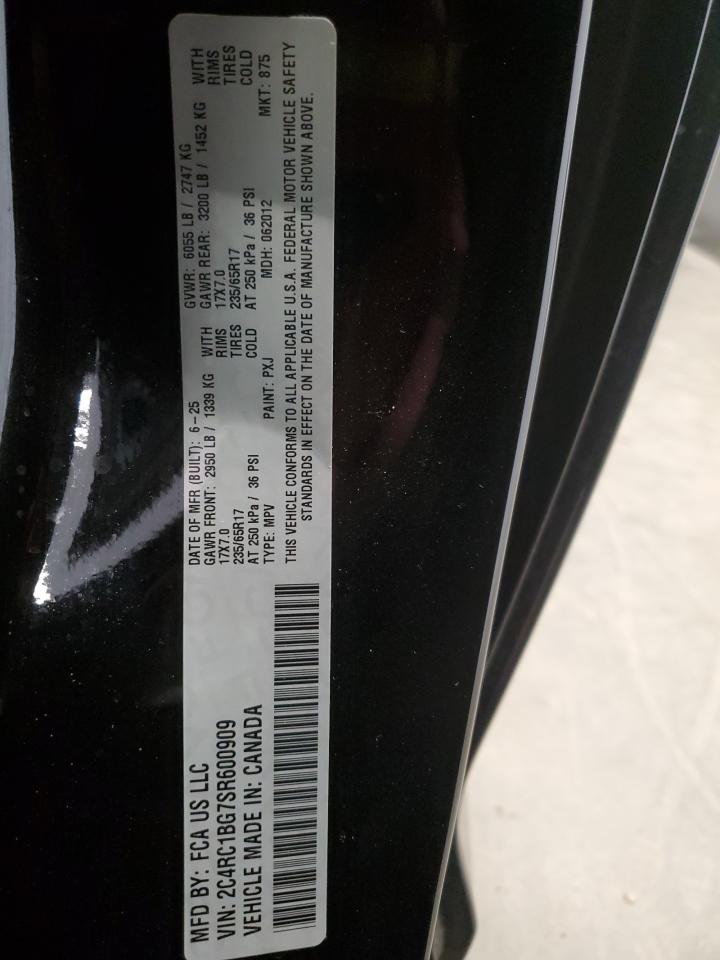 MFD BY: FCA US LLC
VIN: 2C4RC1BG7SR600909
VEHICLE MADE IN: CANADA
DATE OF MFR (BUILT): 6-25 GVWR: 6055 LB / 2747 KG
GAWR FRONT: 2950 LB / 1339 KG WITH GAWR REAR: 3200 LB / 1452 KG WITH
17X7.0 RIMS 17X7.0 RIMS
235/65R17 TIRES 235/65R17 TIRES
AT 250 kPa / 36 PSI COLD AT 250 kPa / 36 PSI COLD
TYPE: MPV PAINT: PXJ MDH: 062012 MKT: 875
THIS VEHICLE CONFORMS TO ALL APPLICABLE U.S.A. FEDERAL MOTOR VEHICLE SAFETY
STANDARDS IN EFFECT ON THE DATE OF MANUFACTURE SHOWN ABOVE.